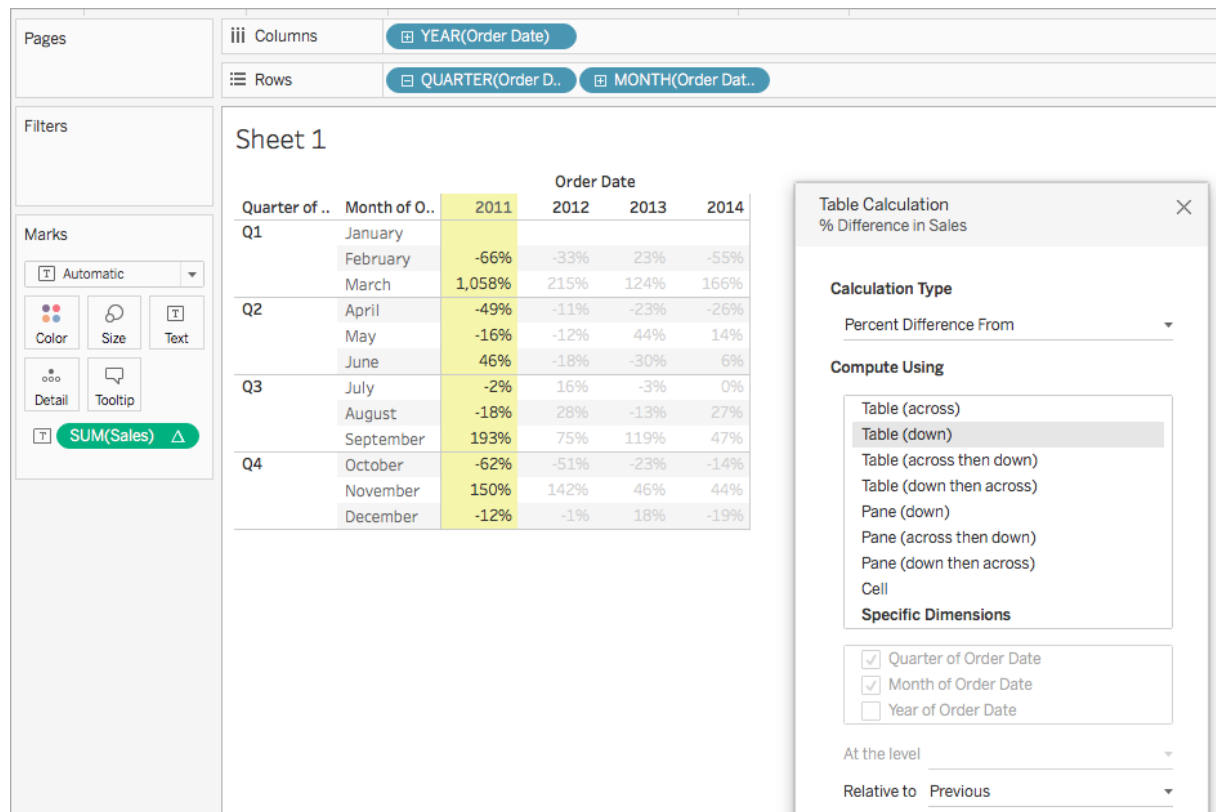 Pages
Columns
YEAR(Order Date)
Rows
QUARTER(Order D.. MONTH(Order Dat..
Filters
Marks
Automatic
Color Size Text
Detail Tooltip
SUM(Sales)
Sheet 1
Order Date
Quarter of .. Month of O.. 2011 2012 2013 2014
Q1 January
February -66% -33% 23% -55%
March 1,058% 215% 124% 166%
Q2 April -49% -11% -23% -26%
May -16% -12% 44% 14%
June 46% -18% -30% 6%
Q3 July -2% 16% -3% 0%
August -18% 28% -13% 27%
September 193% 75% 119% 47%
Q4 October -62% -51% -23% -14%
November 150% 142% 46% 44%
December -12% -1% 18% -19%
Table Calculation
% Difference in Sales
Calculation Type
Percent Difference From
Compute Using
Table (across)
Table (down)
Table (across then down)
Table (down then across)
Pane (down)
Pane (across then down)
Pane (down then across)
Cell
Specific Dimensions
Quarter of Order Date
Month of Order Date
Year of Order Date
At the level
Relative to Previous